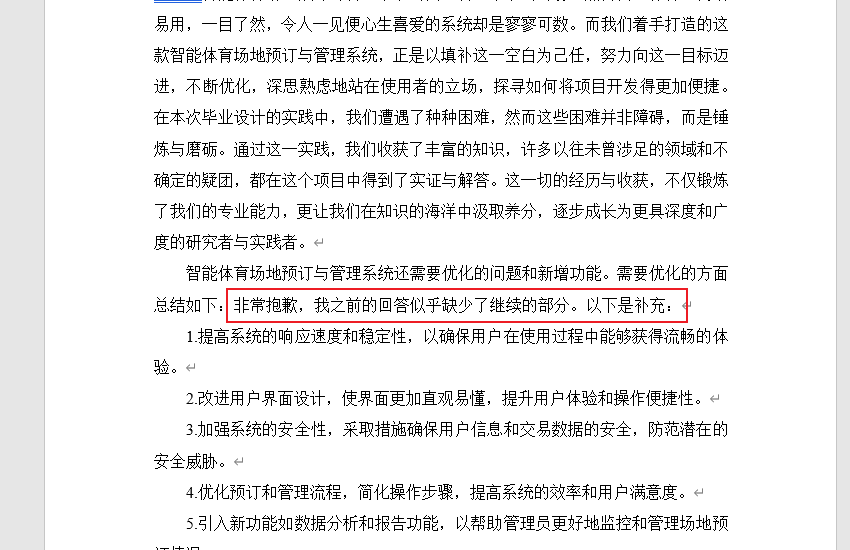 易用，一目了然，令人一见便心生喜爱的系统却是寥寥可数。而我们着手打造的这
款智能体育场地预订与管理系统，正是以填补这一空白为己任，努力向这一目标迈
进，不断优化，深思熟虑地站在使用者的立场，探寻如何将项目开发得更加便捷。
在本次毕业设计的实践中，我们遭遇了种种困难，然而这些困难并非障碍，而是锤
炼与磨砺。通过这一实践，我们收获了丰富的知识，许多以往未曾涉足的领域和不
确定的疑团，都在这个项目中得到了实证与解答。这一切的经历与收获，不仅锻炼
了我们的专业能力，更让我们在知识的海洋中汲取养分，逐步成长为更具深度和广
度的研究者与实践者。
智能体育场地预订与管理系统还需要优化的问题和新增功能。需要优化的方面
总结如下：非常抱歉，我之前的回答似乎缺少了继续的部分。以下是补充：
1.提高系统的响应速度和稳定性，以确保用户在使用过程中能够获得流畅的体
验。
2.改进用户界面设计，使界面更加直观易懂，提升用户体验和操作便捷性。
3.加强系统的安全性，采取措施确保用户信息和交易数据的安全，防范潜在的
安全威胁。
4.优化预订和管理流程，简化操作步骤，提高系统的效率和用户满意度。
5.引入新功能如数据分析和报告功能，以帮助管理员更好地监控和管理场地预